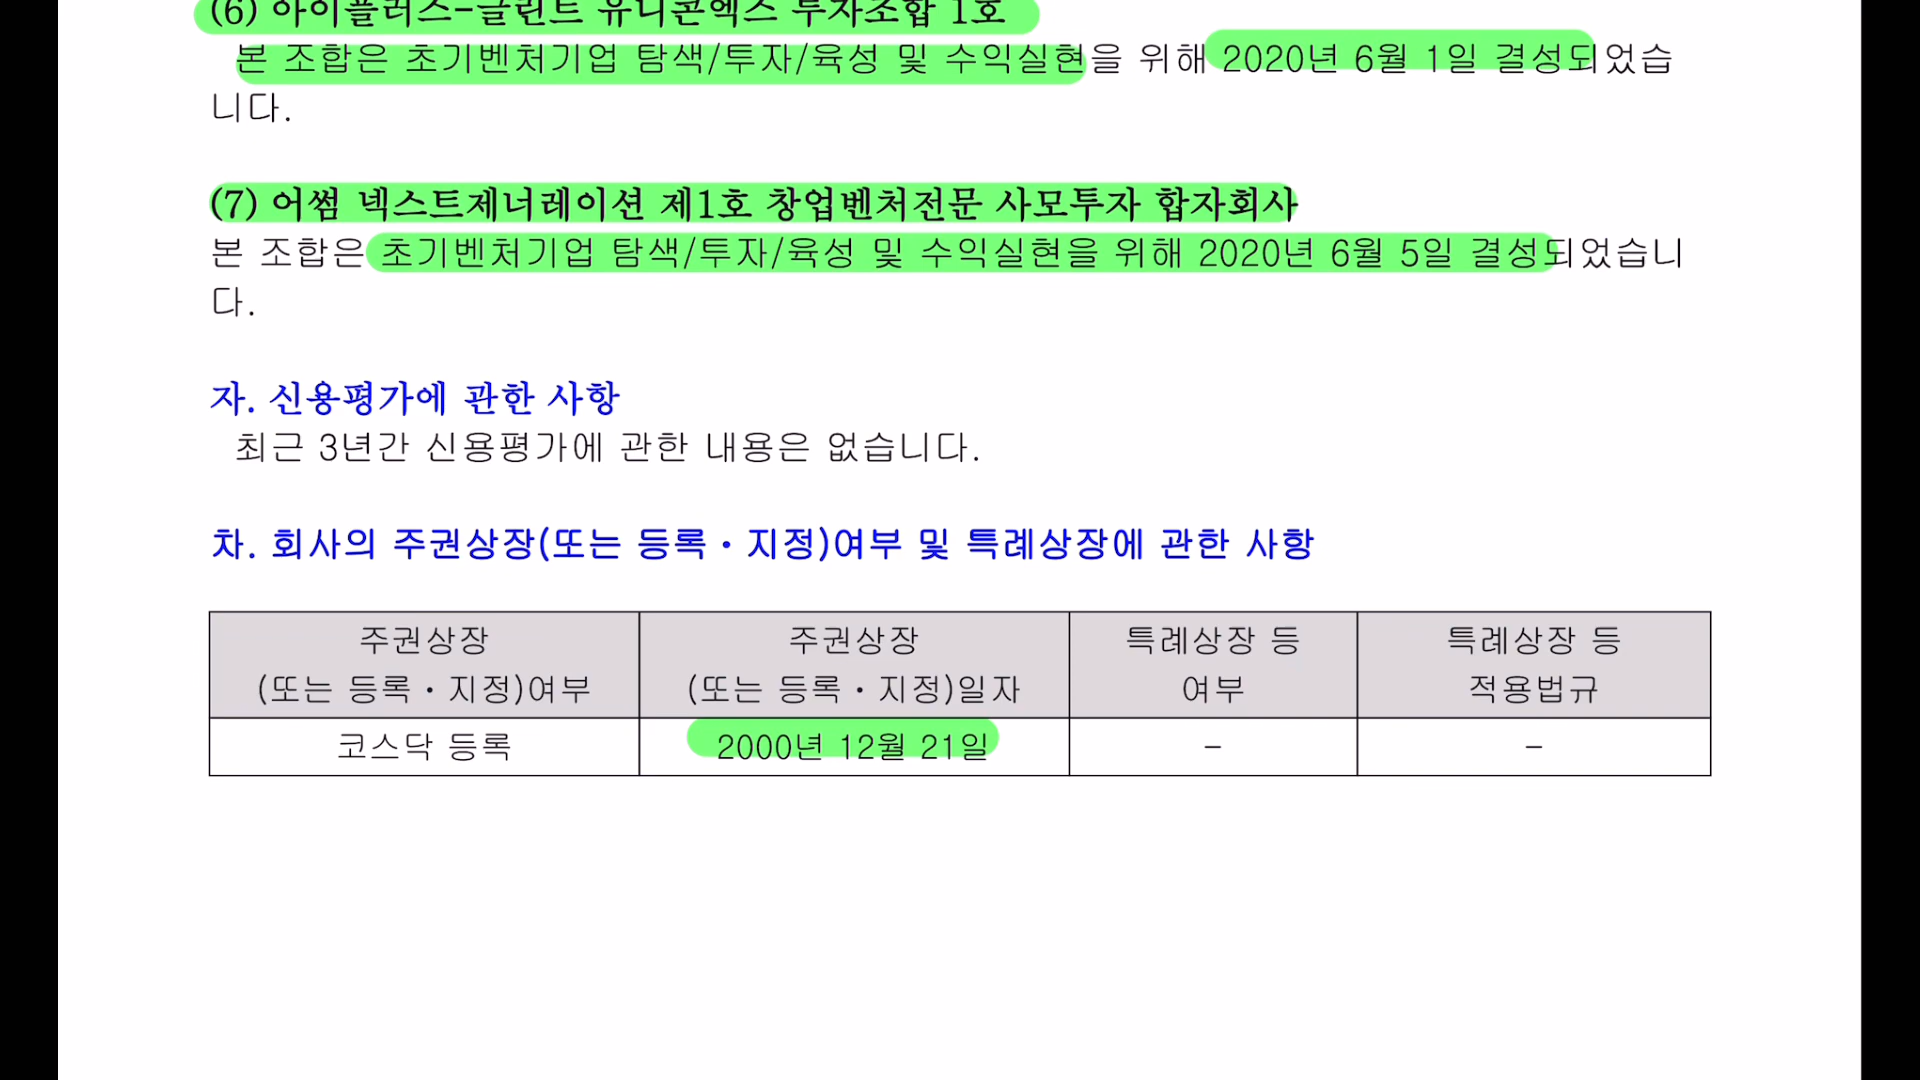 (6) 아이플러스-글린트 유니콘엑스 투자조합 1호
본 조합은 초기벤처기업 탐색/투자/육성 및 수익실현을 위해 2020년 6월 1일 결성되었습
니다.
(7) 어썸 넥스트제너레이션 제1호 창업벤처전문 사모투자 합자회사
본 조합은 초기벤처기업 탐색/투자/육성 및 수익실현을 위해 2020년 6월 5일 결성되었습니
다.
자. 신용평가에 관한 사항
최근 3년간 신용평가에 관한 내용은 없습니다.
차. 회사의 주권상장(또는 등록·지정)여부 및 특례상장에 관한 사항
주권상장
(또는 등록·지정)여부
주권상장
(또는 등록·지정)일자
특례상장 등
여부
특례상장 등
적용법규
코스닥 등록
2000년 12월 21일
-
-